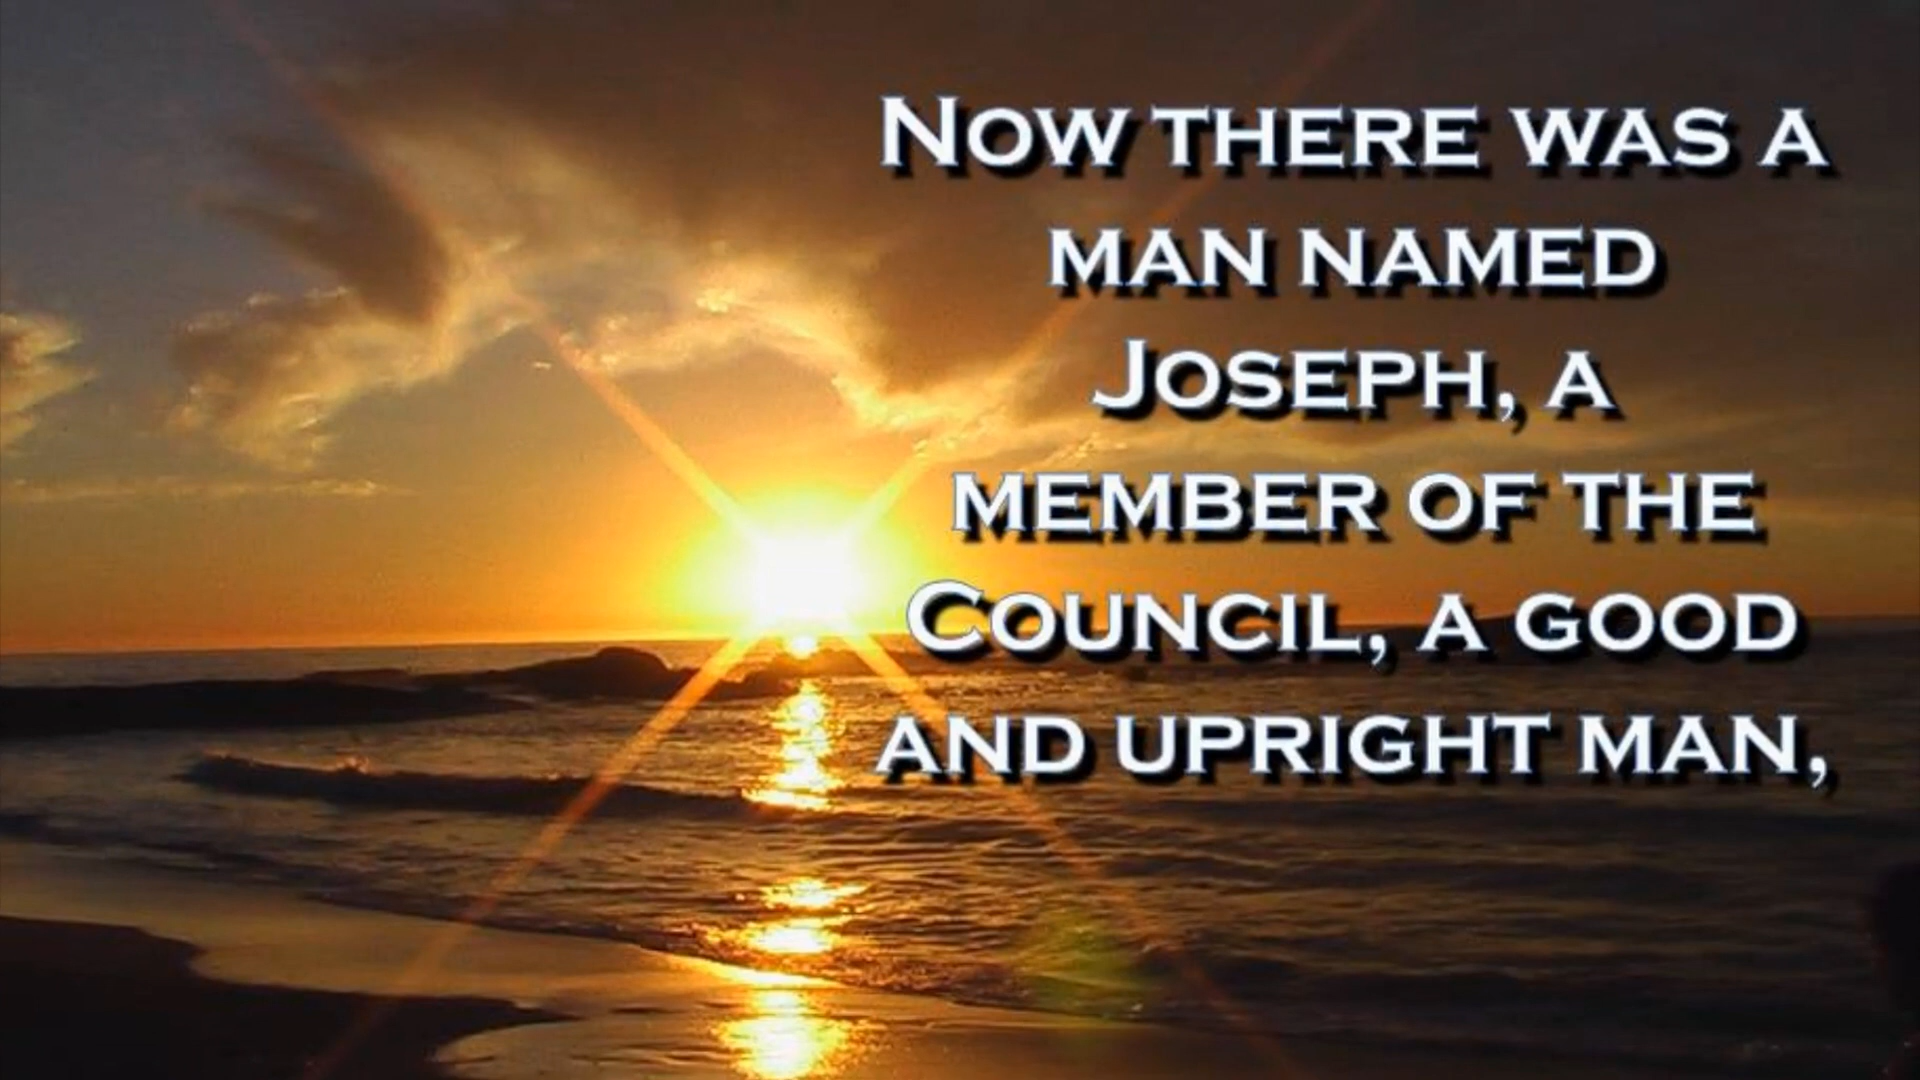 Now there was a
man named
Joseph, a
member of the
Council, a good
and upright man,